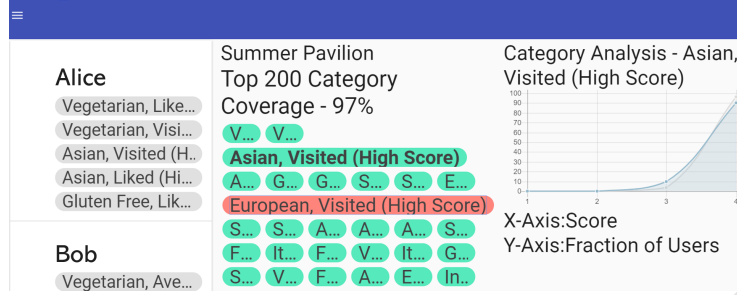 Alice
Vegetarian, Like...
Vegetarian, Visi...
Asian, Visited (H..
Asian, Liked (Hi...
Gluten Free, Lik...
Bob
Vegetarian, Ave...
Summer Pavilion
Top 200 Category
Coverage - 97%
V... V...
Asian, Visited (High Score)
A... G... G... S... S... E...
European, Visited (High Score)
S... S... A... A... A... S...
F... It... F... V... It... G...
S... V... F... A... E... In..
Category Analysis - Asian,
Visited (High Score)
100
90
80
70
60
50
40
30
20
10
0
1 2 3 4
X-Axis:Score
Y-Axis:Fraction of Users